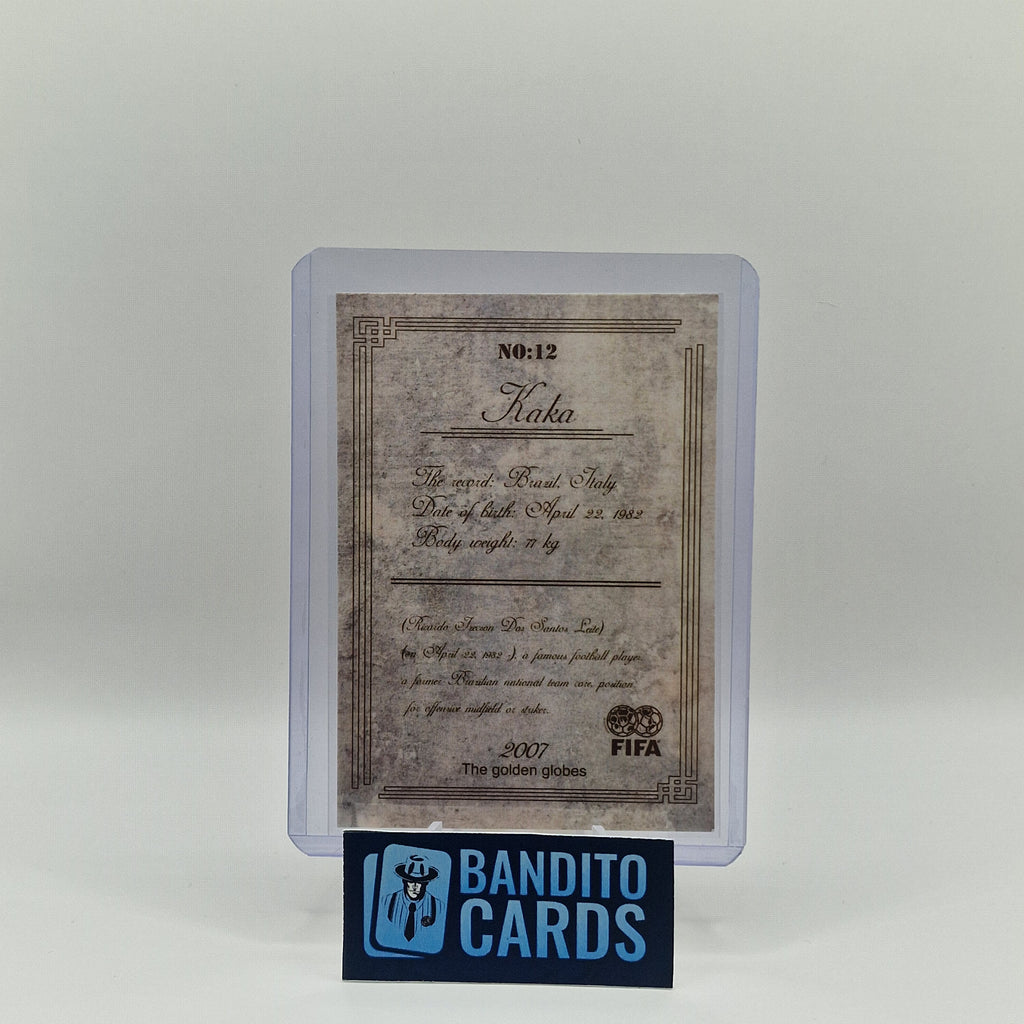 NO:12
Kaka
The record: Brazil, Italy
Date of birth: April 22, 1982
Body weight: 77 kg
(Ricardo Izecson Dos Santos Leite)
(on April 22, 1982 -), a famous football player,
a former Brazilian national team core, position
for offensive midfield or striker.
FIFA
2007
The golden globes
BANDITO
CARDS